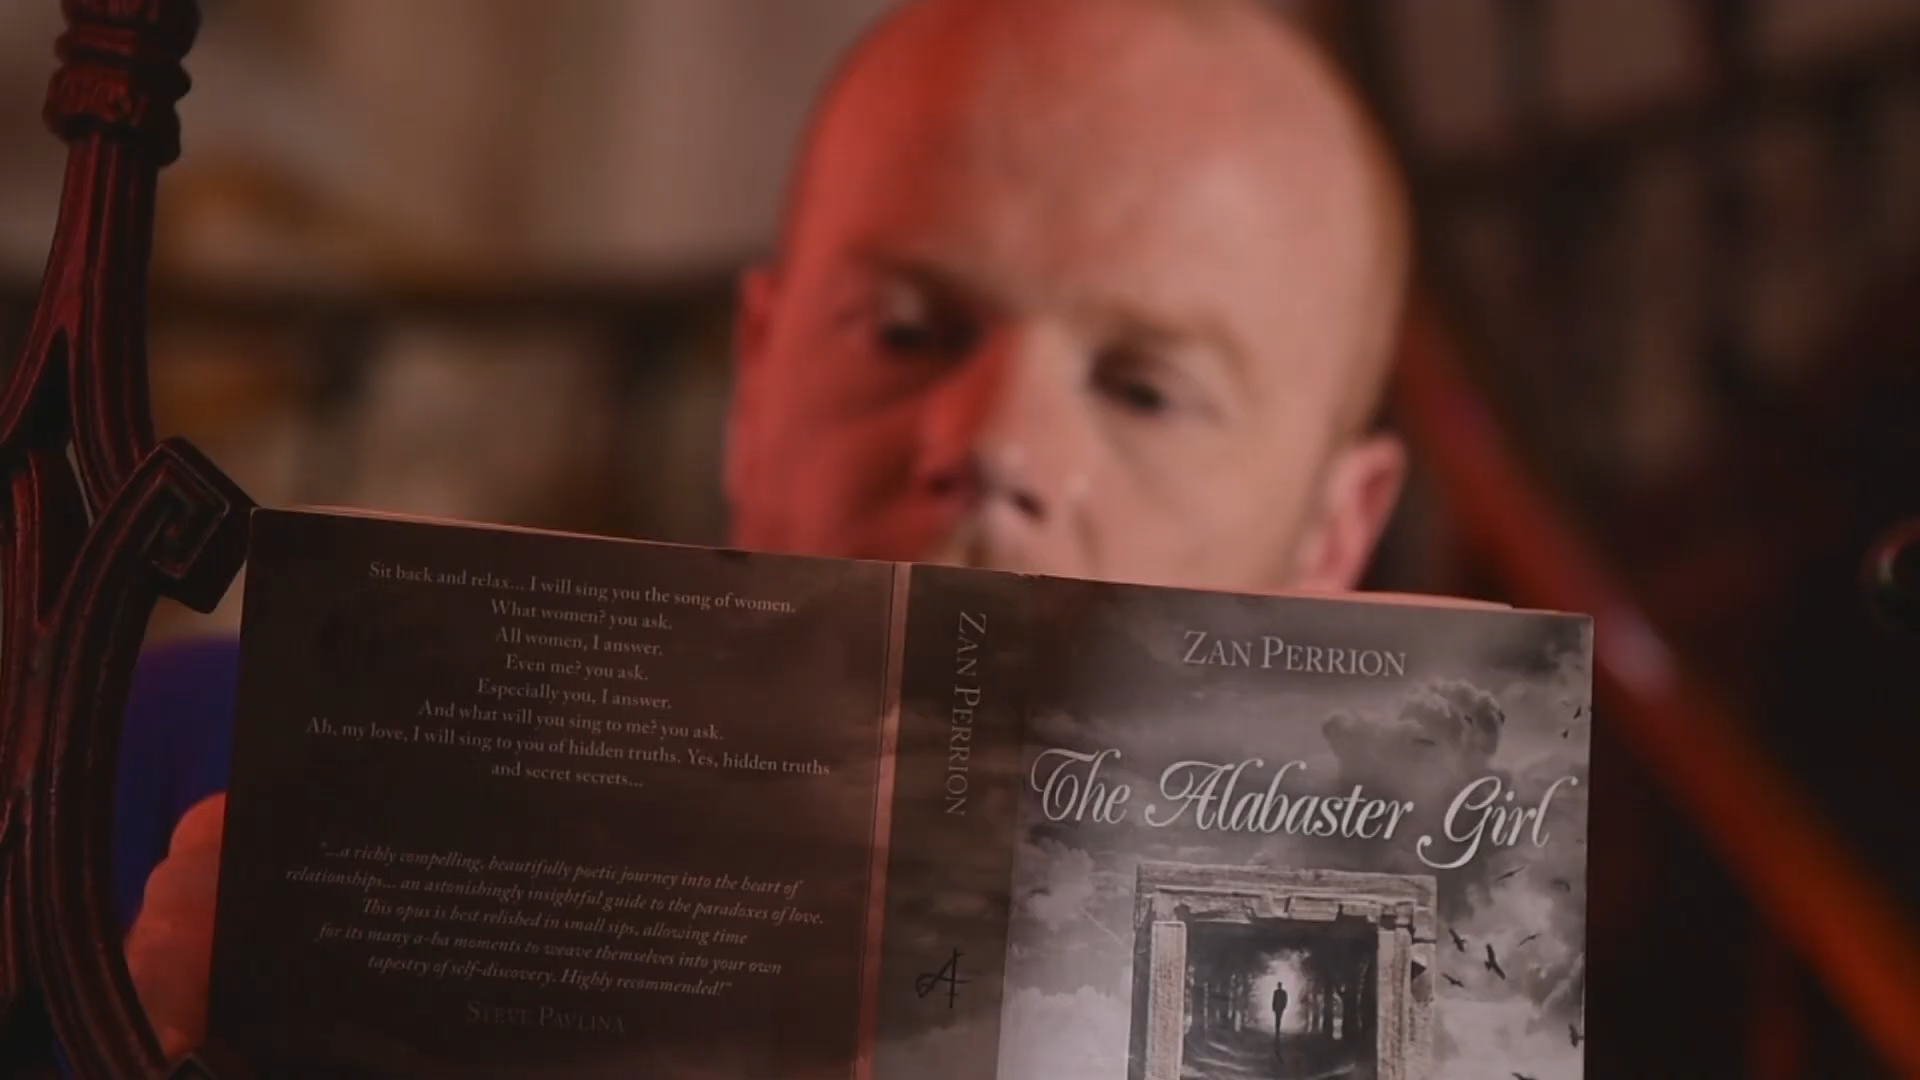 Sit back and relax... I will sing you the song of women.
What women? you ask.
All women, I answer.
Even me? you ask.
Especially you, I answer.
And what will you sing to me? you ask.
Ah, my love, I will sing to you of hidden truths. Yes, hidden truths
and secret secrets...
"...a richly compelling, beautifully poetic journey into the heart of
relationships... an astonishingly insightful guide to the paradoxes of love.
This opus is best relished in small sips, allowing time
for its many a-ha moments to weave themselves into your own
tapestry of self-discovery. Highly recommended!"
STEVE PAVLINA
ZAN PERRION
A
ZAN PERRION
The Alabaster Girl